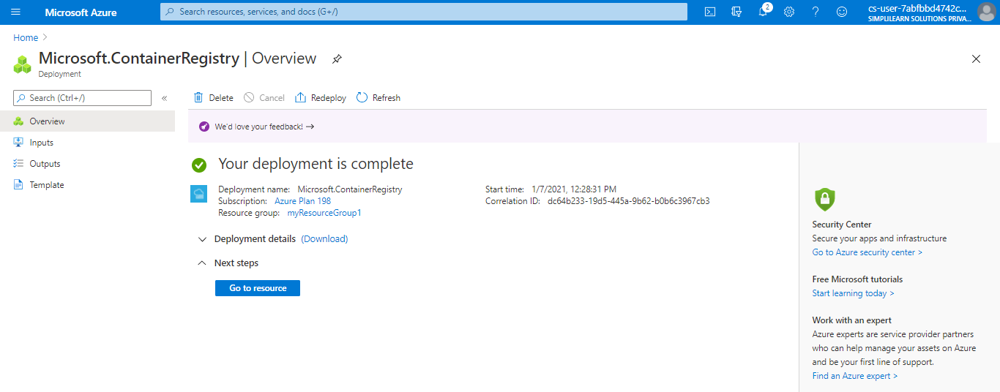 Microsoft Azure
Search resources, services, and docs (G+/)
2
cs-user-7abfbbd4742c...
SIMPLILEARN SOLUTIONS PRIVA...
Home >
Microsoft.ContainerRegistry | Overview
Deployment
Search (Ctrl+/)
«
Delete Cancel Redeploy Refresh
Overview
Inputs
Outputs
Template
We'd love your feedback! →
Your deployment is complete
Deployment name: Microsoft.ContainerRegistry
Subscription: Azure Plan 198
Resource group: myResourceGroup1
Start time: 1/7/2021, 12:28:31 PM
Correlation ID: dc64b233-19d5-445a-9b62-b0b6c3967cb3
Deployment details (Download)
Next steps
Go to resource
Security Center
Secure your apps and infrastructure
Go to Azure security center >
Free Microsoft tutorials
Start learning today >
Work with an expert
Azure experts are service provider partners
who can help manage your assets on Azure
and be your first line of support.
Find an Azure expert >